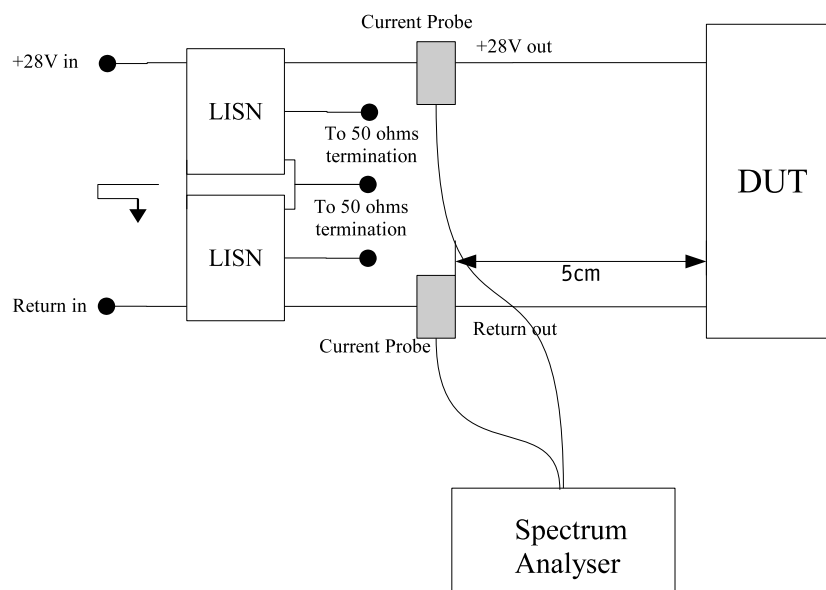 Current Probe
+28V in
+28V out
LISN
To 50 ohms
termination
DUT
To 50 ohms
termination
LISN
5cm
Return in
Return out
Current Probe
Spectrum
Analyser